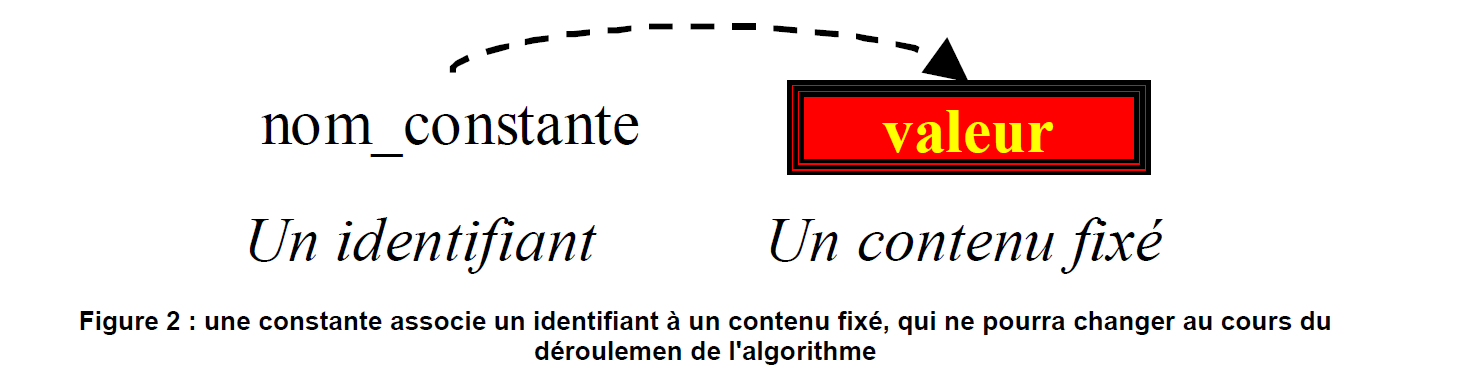 nom_constante valeur
Un identifiant Un contenu fixé
Figure 2 : une constante associe un identifiant à un contenu fixé, qui ne pourra changer au cours du
déroulemen de l'algorithme